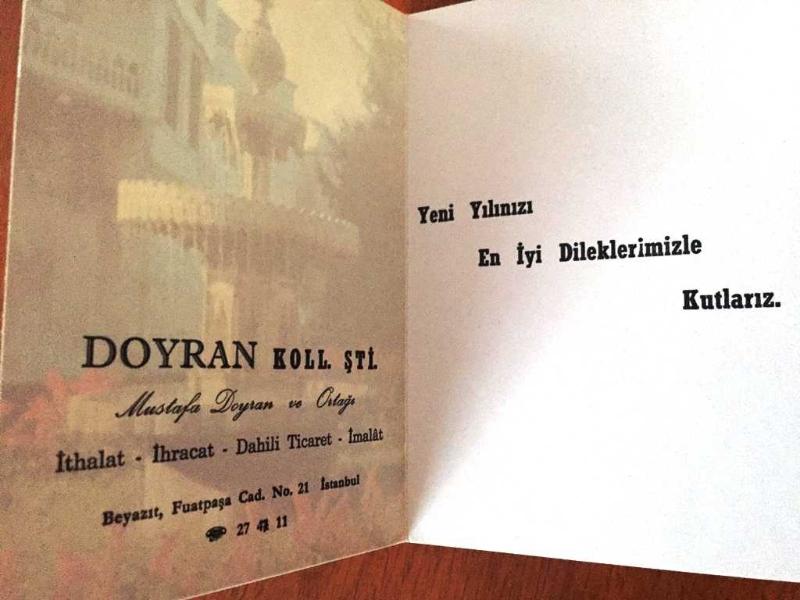 DOYRAN KOLL. ŞTİ.
Mustafa Doyran ve Ortağı
İthalat - İhracat - Dahili Ticaret - İmalât
Beyazıt, Fuatpaşa Cad. No. 21 İstanbul
☎ 27 11
Yeni Yılınızı
En İyi Dileklerimizle
Kutlarız.